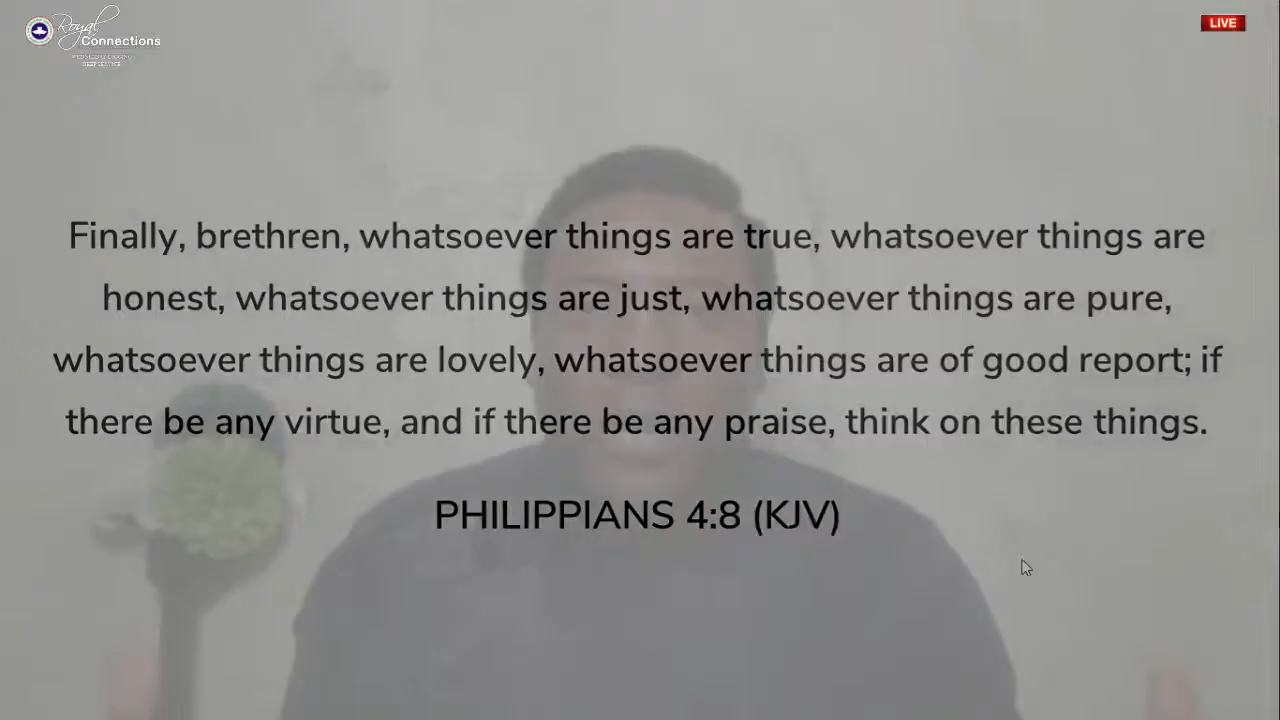 Royal
Connections
LIVE
Finally, brethren, whatsoever things are true, whatsoever things are
honest, whatsoever things are just, whatsoever things are pure,
whatsoever things are lovely, whatsoever things are of good report; if
there be any virtue, and if there be any praise, think on these things.
PHILIPPIANS 4:8 (KJV)